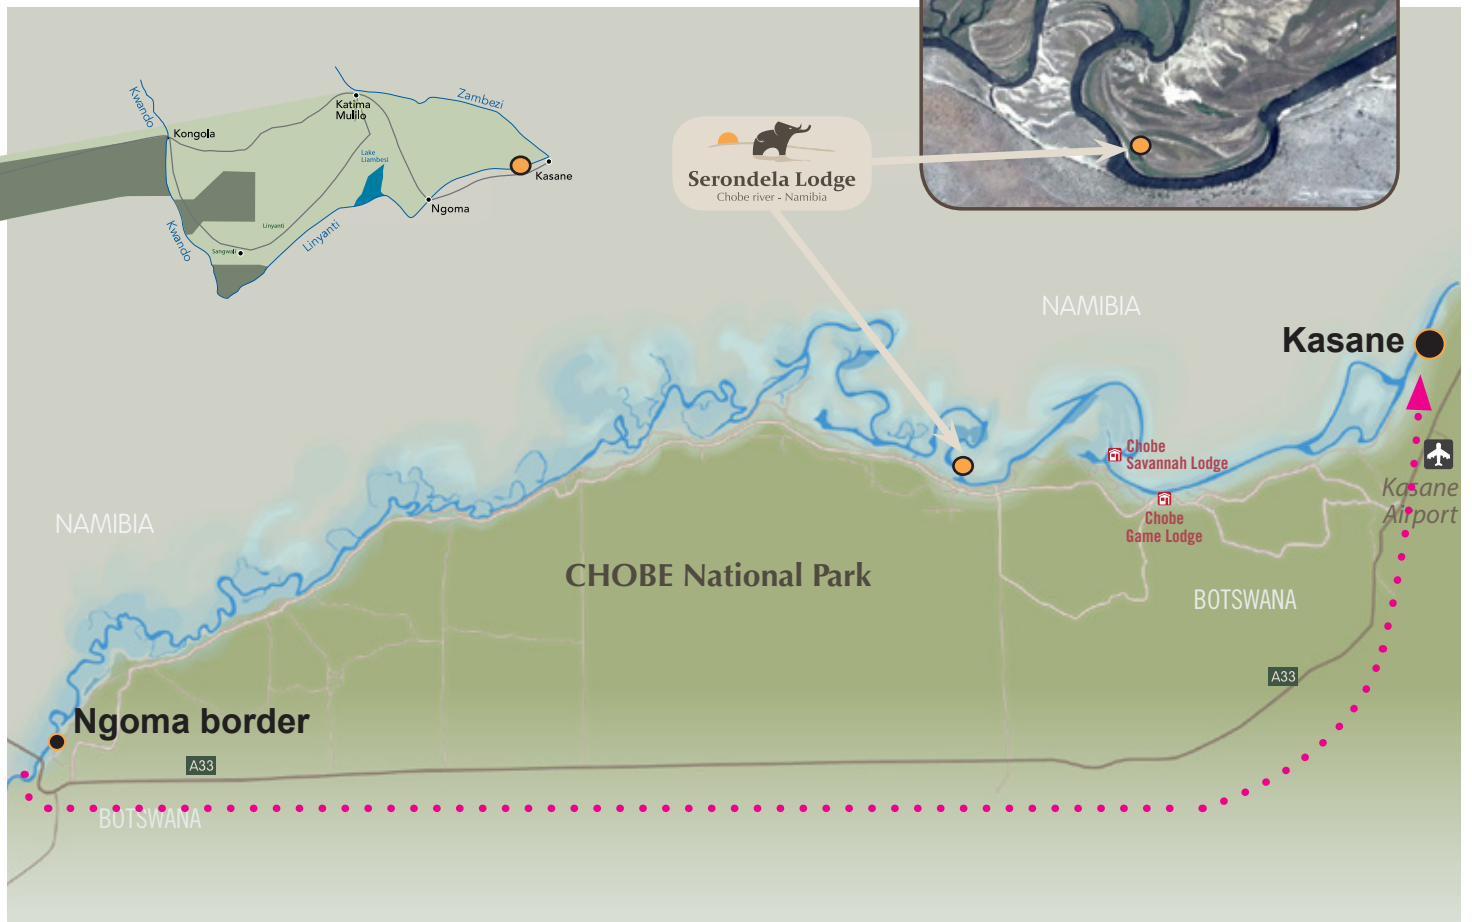 Kwando
Kongola
Katima
Mulilo
Zambezi
Lake
Liambesi
Kasane
Ngoma
Linyanti
Linyanti
Sangwali
Kwando
Serondela Lodge
Chobe river - Namibia
NAMIBIA
Kasane
Chobe
Savannah Lodge
Kasane
Airport
Chobe
Game Lodge
NAMIBIA
CHOBE National Park
BOTSWANA
A33
Ngoma border
A33
BOTSWANA